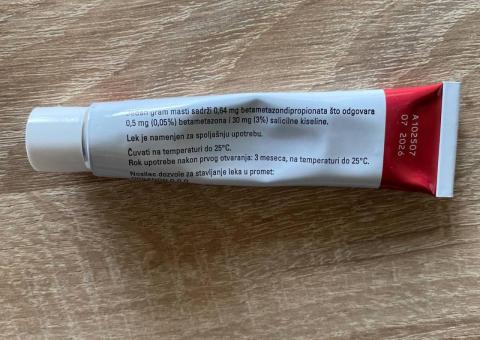 gram masti sadrži 0,64 mg betametazondipropionata što odgovara
0,5 mg (0,05%) betametazona i 30 mg (3%) salicilne kiseline.
Lek je namenjen za spoljašnju upotrebu.
Čuvati na temperaturi do 25°C.
Rok upotrebe nakon prvog otvaranja: 3 meseca, na temperaturi do 25°C.
Nosilac dozvole za stavljanje leka u promet:
A102507
07 2026